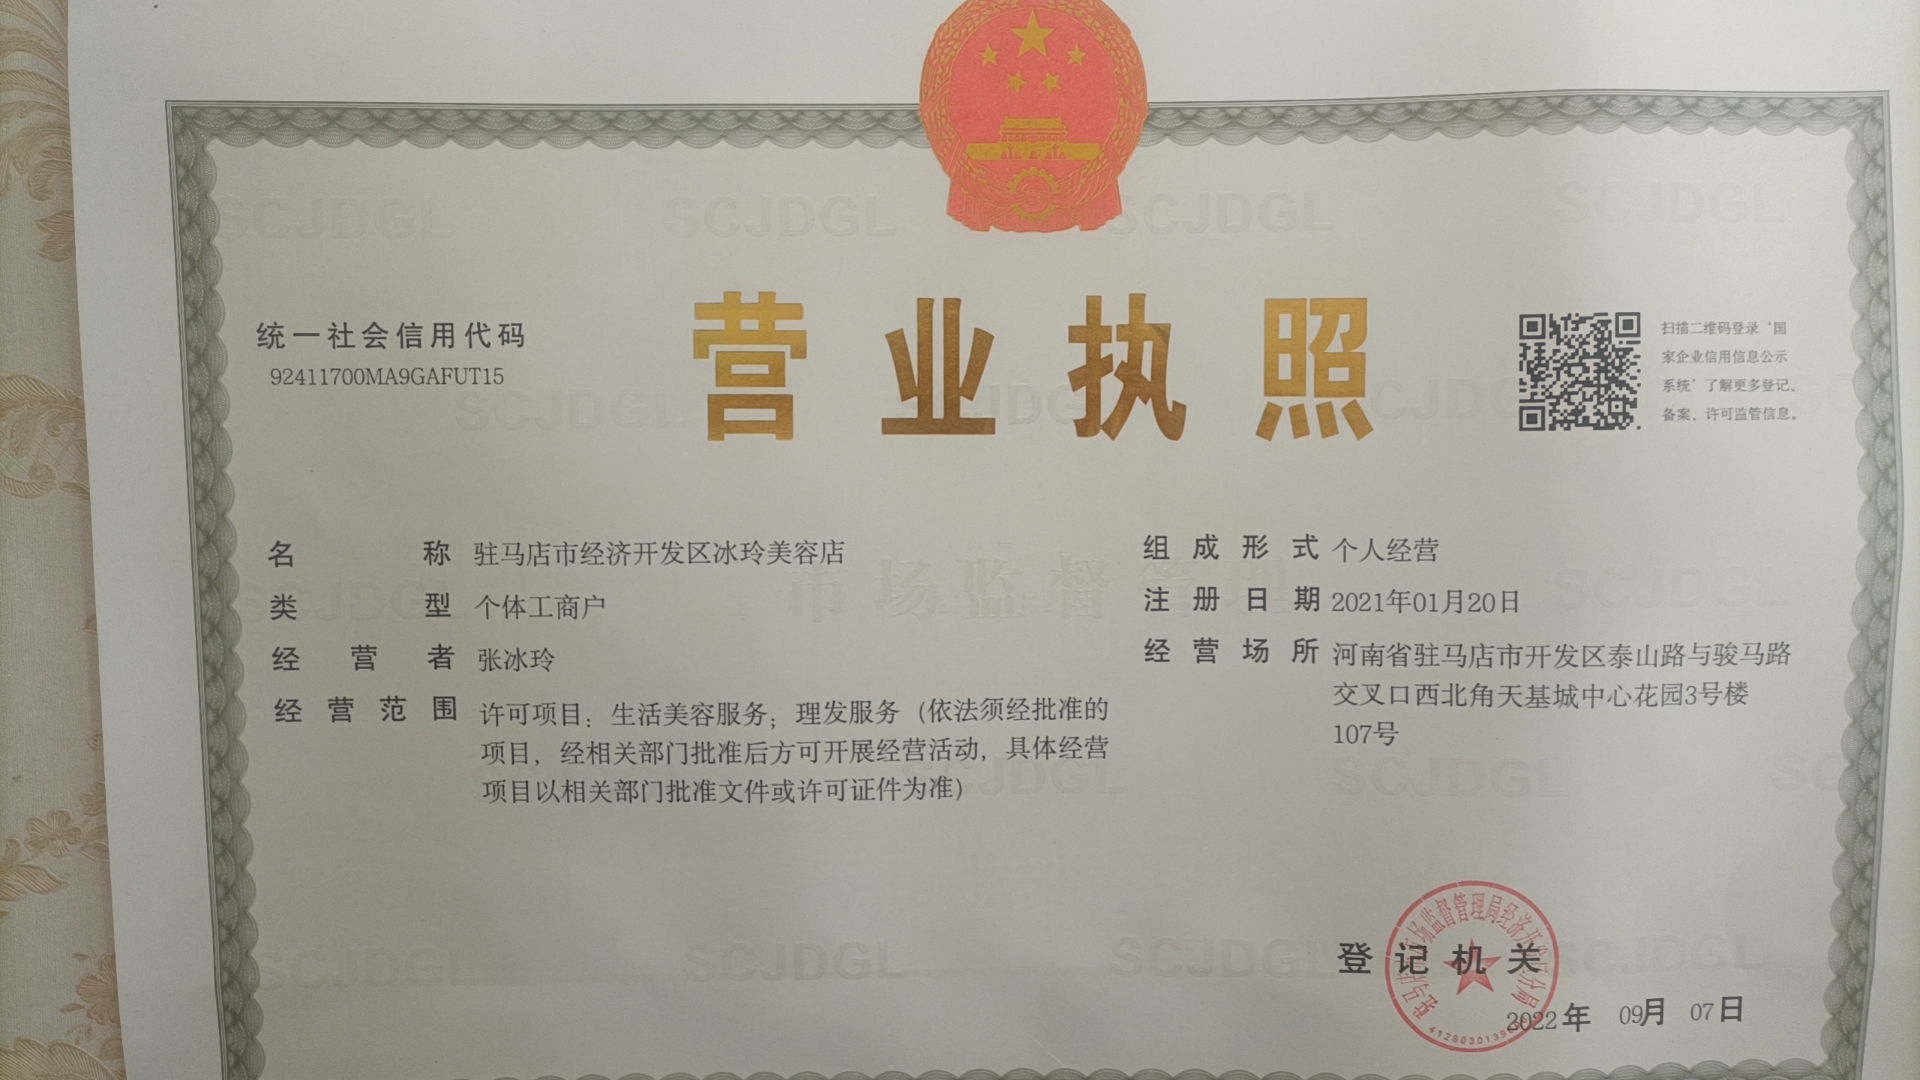 营业执照
统一社会信用代码
92411700MA9GAFUT15
扫描二维码登录‘国
家企业信用信息公示
系统’了解更多登记、
备案、许可监管信息。
名称 驻马店市经济开发区冰玲美容店
类型 个体工商户
经营者 张冰玲
经营范围 许可项目：生活美容服务；理发服务（依法须经批准的
项目，经相关部门批准后方可开展经营活动，具体经营
项目以相关部门批准文件或许可证件为准）
组成形式 个人经营
注册日期 2021年01月20日
经营场所 河南省驻马店市开发区泰山路与骏马路
交叉口西北角天基城中心花园3号楼
107号
市场监督管理
SCJDGL
登记机关
2022年 09月 07日